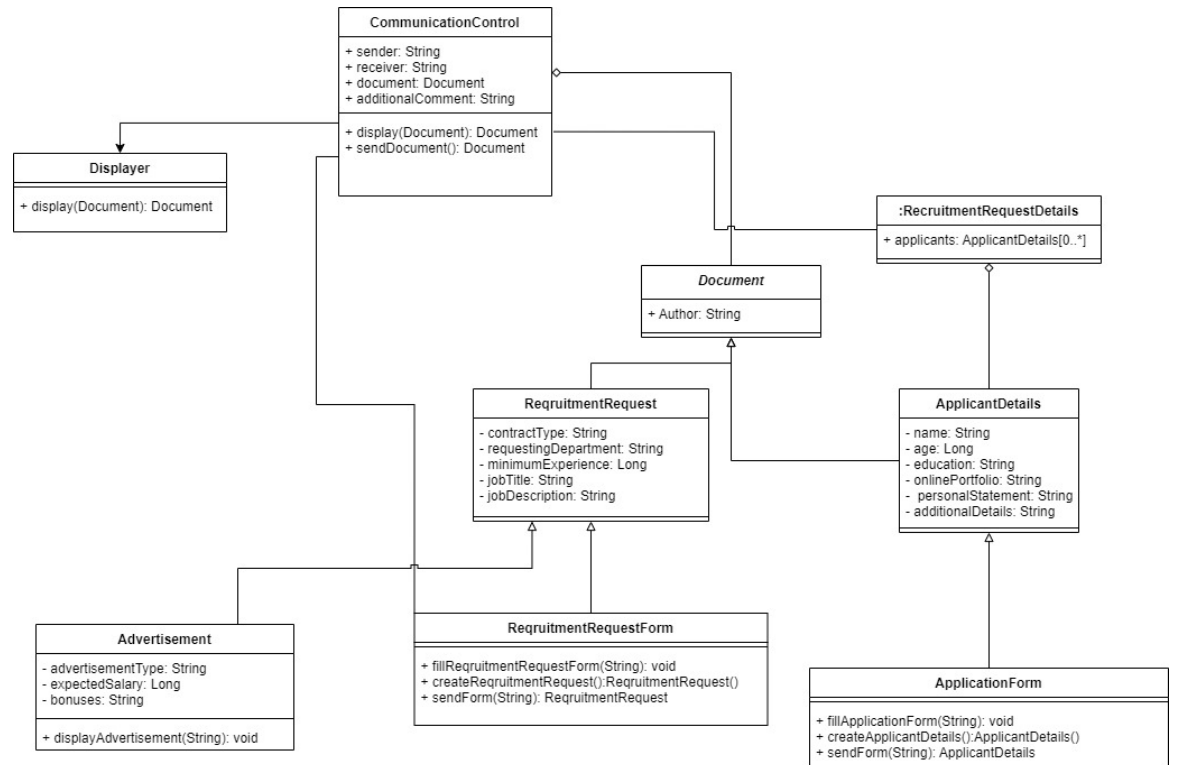 CommunicationControl
+ sender: String
+ receiver: String
+ document: Document
+ additionalComment: String
+ display(Document): Document
+ sendDocument(): Document
Displayer
+ display(Document): Document
:RecruitmentRequestDetails
+ applicants: ApplicantDetails[0..*]
Document
+ Author: String
ReqruitmentRequest
- contractType: String
- requestingDepartment: String
- minimumExperience: Long
- jobTitle: String
- jobDescription: String
ApplicantDetails
- name: String
- age: Long
- education: String
- onlinePortfolio: String
- personalStatement: String
- additionalDetails: String
Advertisement
- advertisementType: String
- expectedSalary: Long
- bonuses: String
+ displayAdvertisement(String): void
ReqruitmentRequestForm
+ fillReqruitmentRequestForm(String): void
+ createReqruitmentRequest():ReqruitmentRequest()
+ sendForm(String): ReqruitmentRequest
ApplicationForm
+ fillApplicationForm(String): void
+ createApplicantDetails():ApplicantDetails()
+ sendForm(String): ApplicantDetails